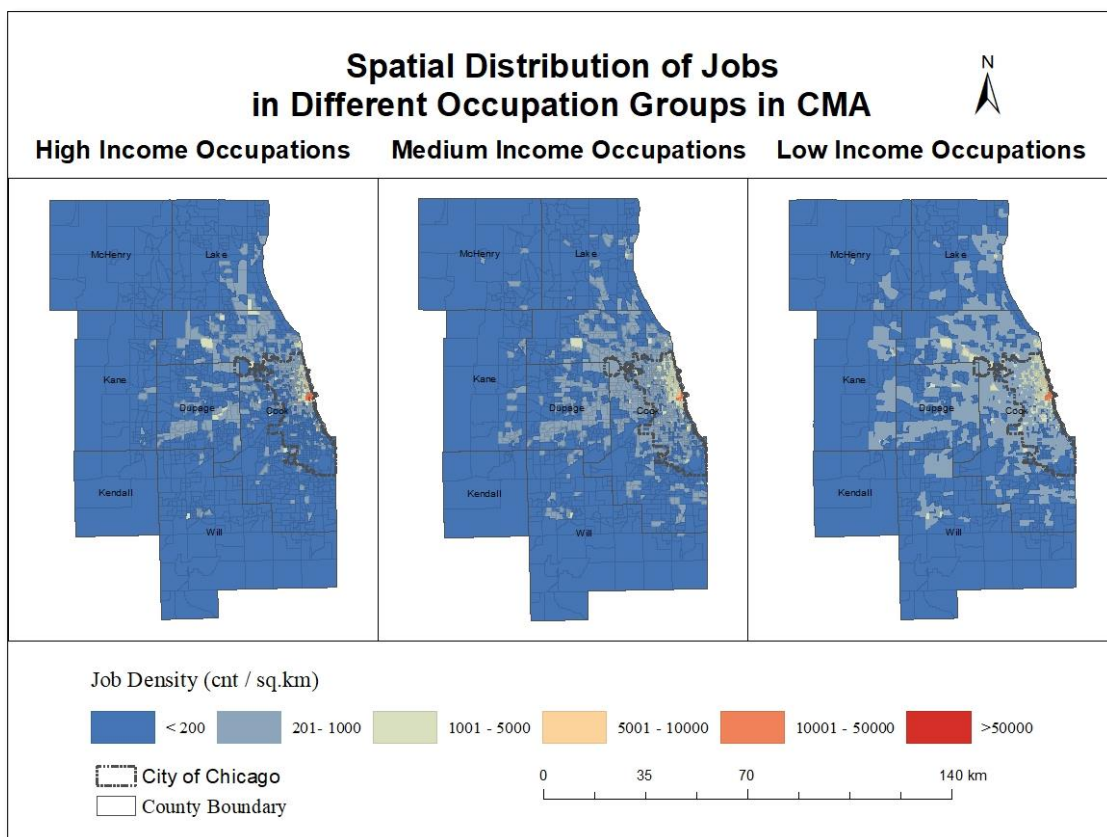 Spatial Distribution of Jobs
in Different Occupation Groups in CMA
N
High Income Occupations
Medium Income Occupations
Low Income Occupations
McHenry
Lake
Kane
Dupage
Cook
Kendall
Will
McHenry
Lake
Kane
Dupage
Cook
Kendall
Will
McHenry
Lake
Kane
Dupage
Cook
Kendall
Will
Job Density (cnt / sq.km)
< 200
201- 1000
1001 - 5000
5001 - 10000
10001 - 50000
>50000
City of Chicago
County Boundary
0 35 70 140 km